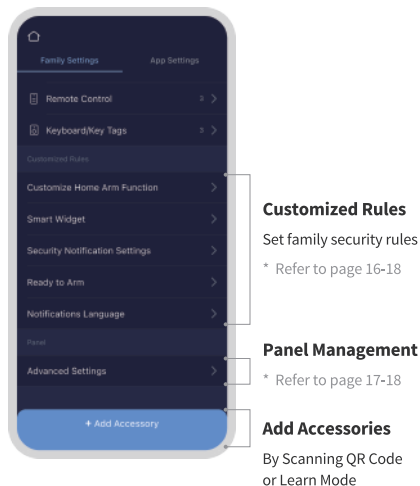 Family Settings App Settings
Remote Control 3
Keyboard/Key Tags 3
Customized Rules
Customize Home Arm Function
Smart Widget
Security Notification Settings
Ready to Arm
Notifications Language
Panel
Advanced Settings
+ Add Accessory
Customized Rules
Set family security rules
* Refer to page 16-18
Panel Management
* Refer to page 17-18
Add Accessories
By Scanning QR Code
or Learn Mode